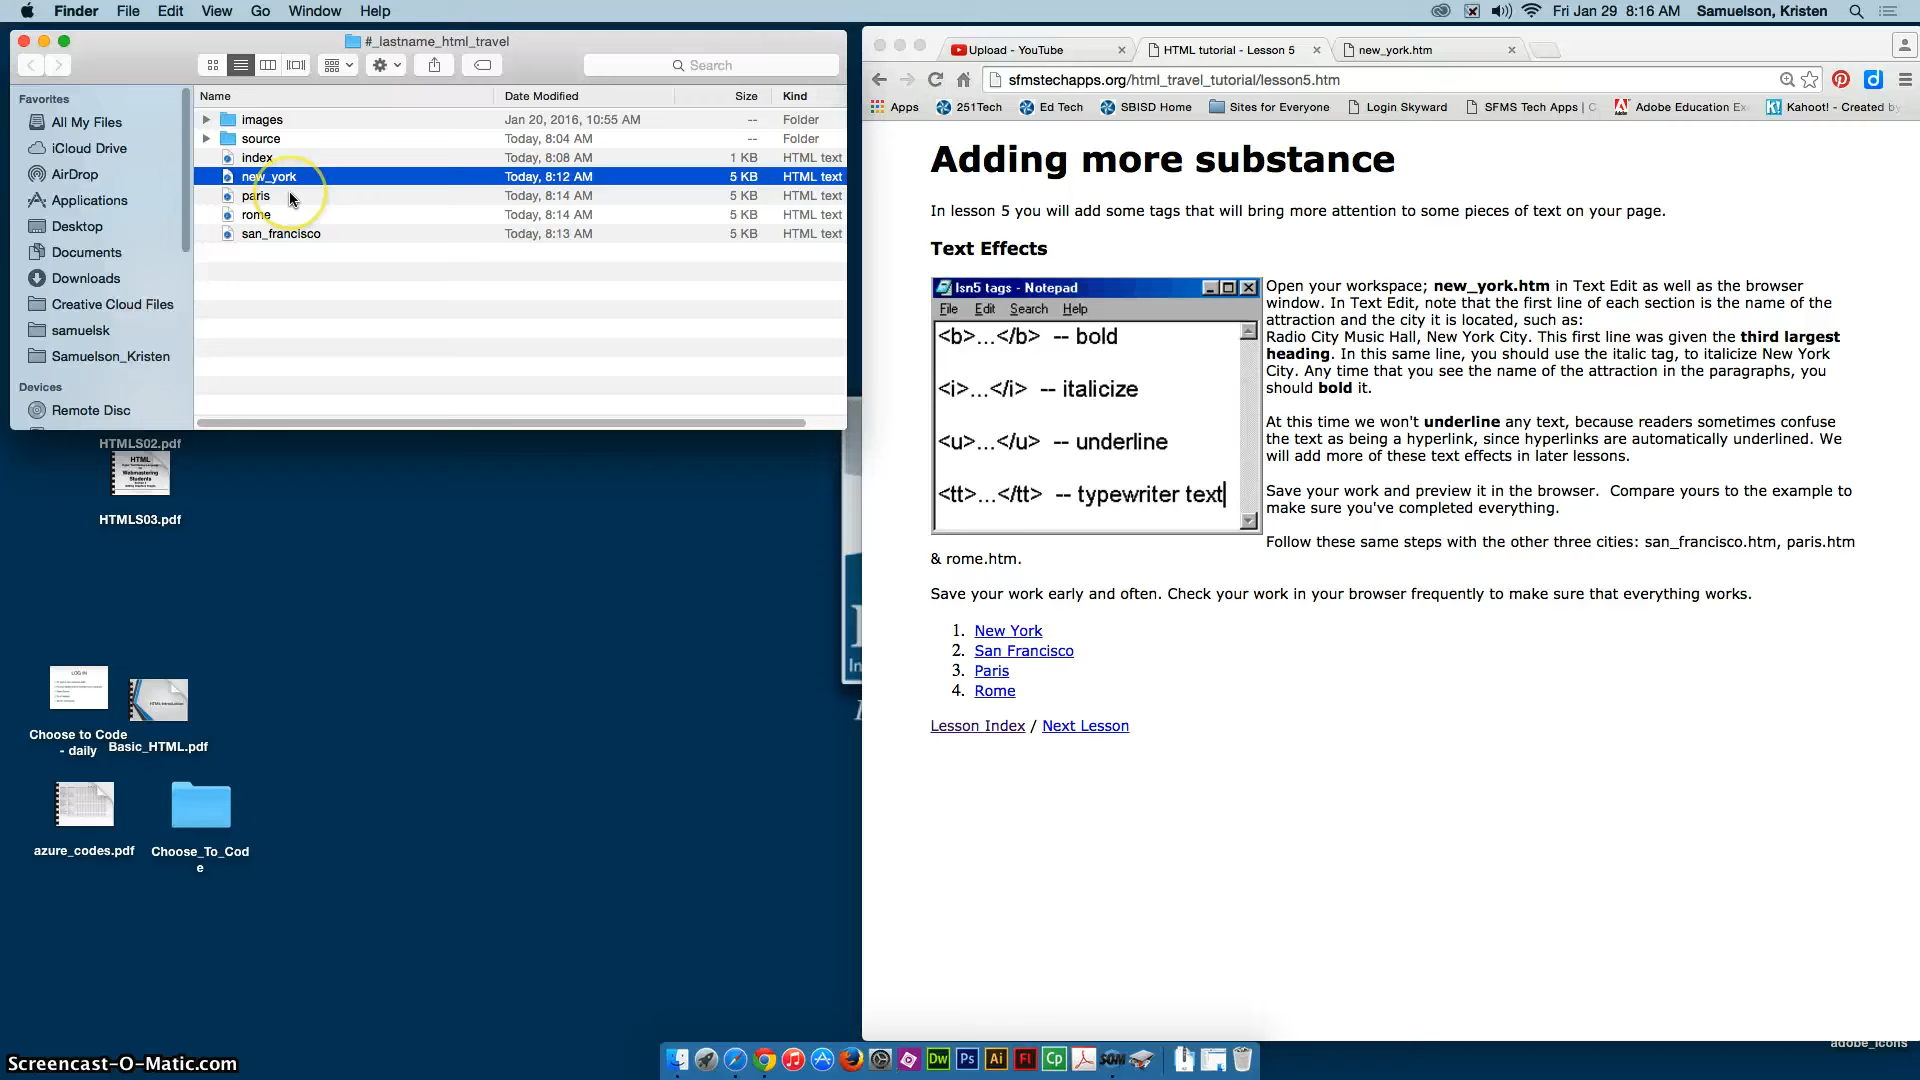 Finder File Edit View Go Window Help
Fri Jan 29 8:16 AM Samuelson, Kristen
#_lastname_html_travel
Search
Favorites
All My Files
iCloud Drive
AirDrop
Applications
Desktop
Documents
Downloads
Creative Cloud Files
samuelsk
Samuelson_Kristen
Devices
Remote Disc
Name Date Modified Size Kind
images Jan 20, 2016, 10:55 AM -- Folder
source Today, 8:04 AM -- Folder
index Today, 8:08 AM 1 KB HTML text
new_york Today, 8:12 AM 5 KB HTML text
paris Today, 8:14 AM 5 KB HTML text
rome Today, 8:14 AM 5 KB HTML text
san_francisco Today, 8:13 AM 5 KB HTML text
HTMLS02.pdf
HTML
Webmastering
Students
HTMLS03.pdf
LOG IN
Choose to Code
- daily
HTML Introduction
Basic_HTML.pdf
azure_codes.pdf
Choose_To_Cod
e
Screencast-O-Matic.com
Upload - YouTube
HTML tutorial - Lesson 5
new_york.htm
sfmstechapps.org/html_travel_tutorial/lesson5.htm
Apps 251Tech Ed Tech SBISD Home Sites for Everyone Login Skyward SFMS Tech Apps | C Adobe Education Ex Kahoot! - Created by
Adding more substance
In lesson 5 you will add some tags that will bring more attention to some pieces of text on your page.
Text Effects
lsn5 tags - Notepad
File Edit Search Help
<b>...</b> -- bold
<i>...</i> -- italicize
<u>...</u> -- underline
<tt>...</tt> -- typewriter text
Open your workspace; new_york.htm in Text Edit as well as the browser
window. In Text Edit, note that the first line of each section is the name of the
attraction and the city it is located, such as:
Radio City Music Hall, New York City. This first line was given the third largest
heading. In this same line, you should use the italic tag, to italicize New York
City. Any time that you see the name of the attraction in the paragraphs, you
should bold it.
At this time we won't underline any text, because readers sometimes confuse
the text as being a hyperlink, since hyperlinks are automatically underlined. We
will add more of these text effects in later lessons.
Save your work and preview it in the browser. Compare yours to the example to
make sure you've completed everything.
Follow these same steps with the other three cities: san_francisco.htm, paris.htm
& rome.htm.
Save your work early and often. Check your work in your browser frequently to make sure that everything works.
1. New York
2. San Francisco
3. Paris
4. Rome
Lesson Index / Next Lesson
Dw Ps Ai Fl Cp SOM
adobe_icons